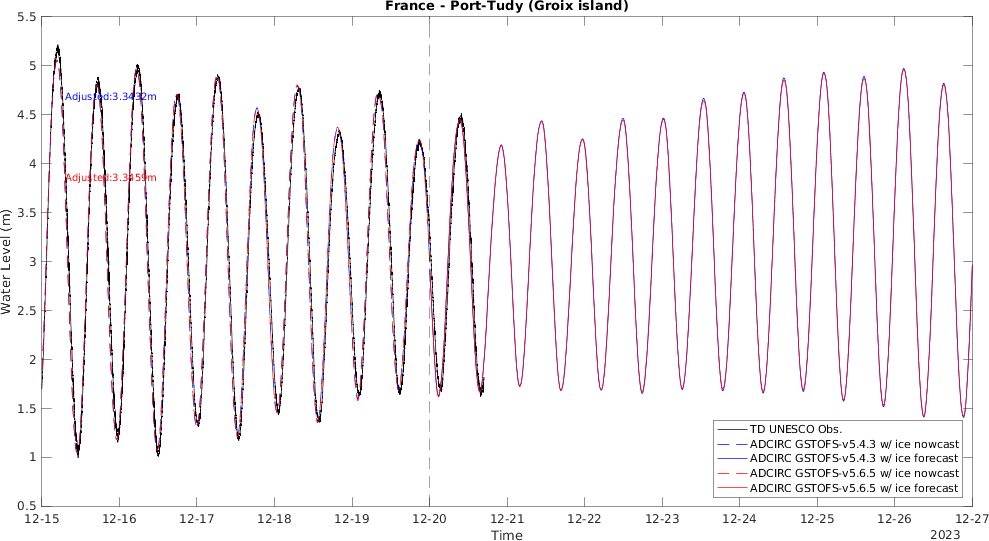 France - Port-Tudy (Groix island)
5.5
5
4.5
4
3.5
3
2.5
2
1.5
1
0.5
Water Level (m)
Adjusted:3.3432m
Adjusted:3.3459m
TD UNESCO Obs.
ADCIRC GSTOFS-v5.4.3 w/ ice nowcast
ADCIRC GSTOFS-v5.4.3 w/ ice forecast
ADCIRC GSTOFS-v5.6.5 w/ ice nowcast
ADCIRC GSTOFS-v5.6.5 w/ ice forecast
12-15 12-16 12-17 12-18 12-19 12-20 12-21 12-22 12-23 12-24 12-25 12-26 12-27
Time
2023